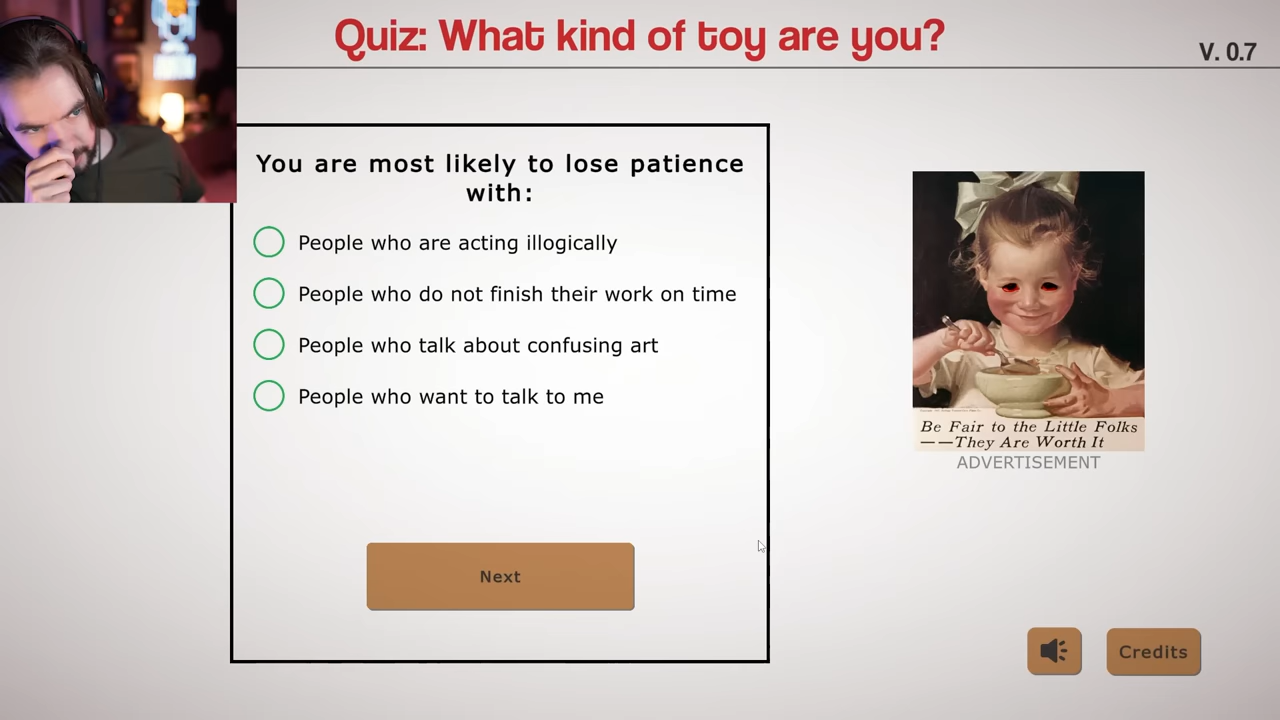 Quiz: What kind of toy are you?
V. 0.7
You are most likely to lose patience
with:
People who are acting illogically
People who do not finish their work on time
People who talk about confusing art
People who want to talk to me
Next
Be Fair to the Little Folks
——They Are Worth It
ADVERTISEMENT
Credits